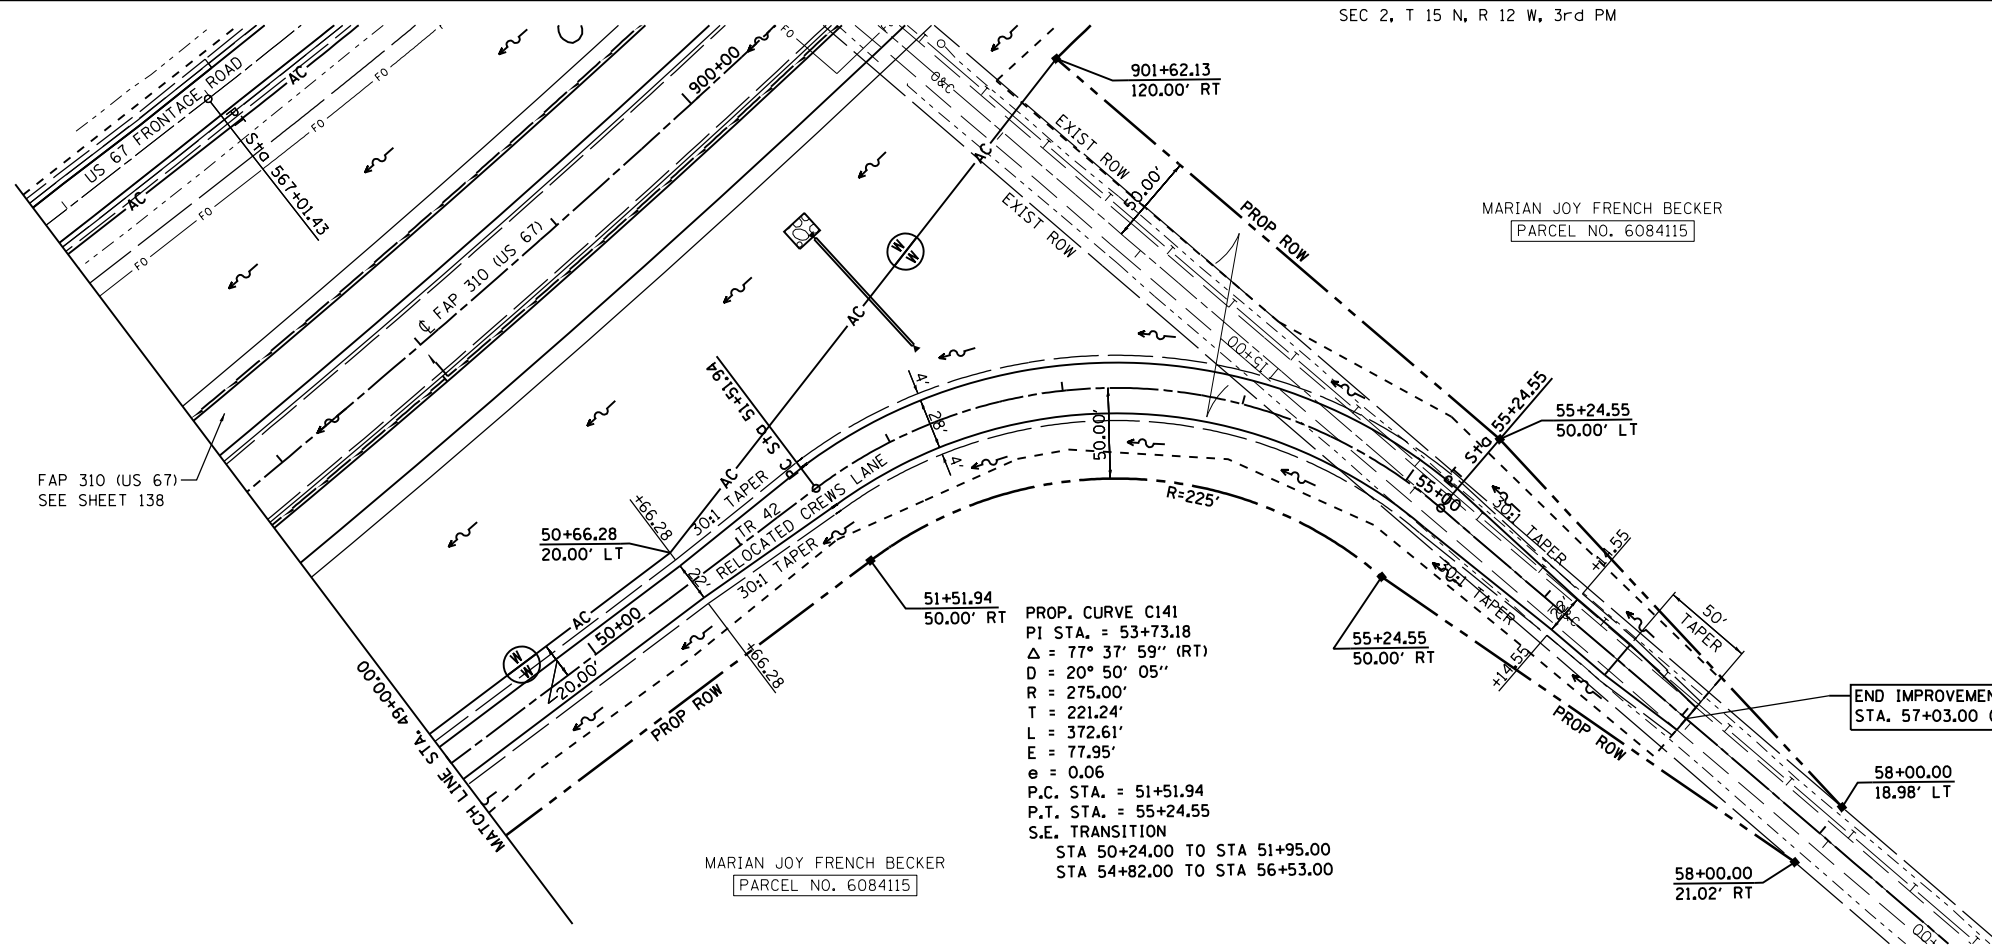 SEC 2, T 15 N, R 12 W, 3rd PM
901+62.13
120.00' RT
US 67 FRONTAGE ROAD
AC
AC
FO
FO
FO
FO
FO
PT Sta 567+01.43
900+00
O&C
EXIST ROW
EXIST ROW
AC
50.00'
PROP ROW
MARIAN JOY FRENCH BECKER
PARCEL NO. 6084115
℄ FAP 310 (US 67)
W
W
AC
PC Sta 51+51.94
4'
28'
4'
50.00'
R=225'
PT Sta 55+24.55
55+24.55
50.00' LT
55+00
FAP 310 (US 67)
SEE SHEET 138
+66.28
50+66.28
20.00' LT
AC
30:1 TAPER
TR 42
RELOCATED CREWS LANE
30:1 TAPER
22'
30:1 TAPER
30:1 TAPER
+14.55
+14.55
50'
TAPER
AC
50+00
W
W
20.00'
+66.28
51+51.94
50.00' RT
55+24.55
50.00' RT
PROP ROW
PROP ROW
MATCH LINE STA. 49+00.00
PROP. CURVE C141
PI STA. = 53+73.18
Δ = 77° 37' 59'' (RT)
D = 20° 50' 05''
R = 275.00'
T = 221.24'
L = 372.61'
E = 77.95'
e = 0.06
P.C. STA. = 51+51.94
P.T. STA. = 55+24.55
S.E. TRANSITION
STA 50+24.00 TO STA 51+95.00
STA 54+82.00 TO STA 56+53.00
END IMPROVEMEN
STA. 57+03.00 (
58+00.00
18.98' LT
58+00.00
21.02' RT
MARIAN JOY FRENCH BECKER
PARCEL NO. 6084115